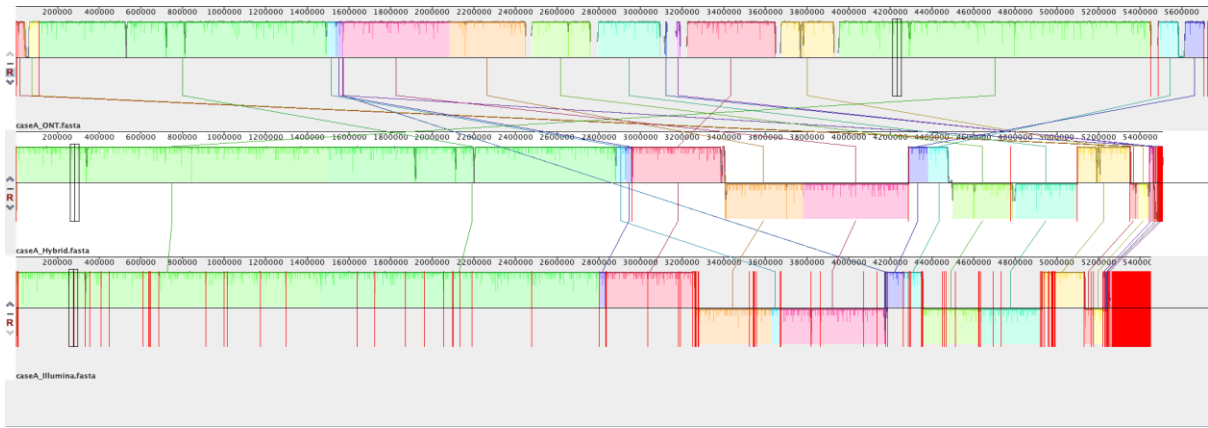 200000 400000 600000 800000 1000000 1200000 1400000 1600000 1800000 2000000 2200000 2400000 2600000 2800000 3000000 3200000 3400000 3600000 3800000 4000000 4200000 4400000 4600000 4800000 5000000 5200000 5400000 5600000
R
caseA_ONT.fasta
200000 400000 600000 800000 1000000 1200000 1400000 1600000 1800000 2000000 2200000 2400000 2600000 2800000 3000000 3200000 3400000 3600000 3800000 4000000 4200000 4400000 4600000 4800000 5000000 5200000 5400000
R
caseA_Hybrid.fasta
200000 400000 600000 800000 1000000 1200000 1400000 1600000 1800000 2000000 2200000 2400000 2600000 2800000 3000000 3200000 3400000 3600000 3800000 4000000 4200000 4400000 4600000 4800000 5000000 5200000 54000
R
caseA_Illumina.fasta